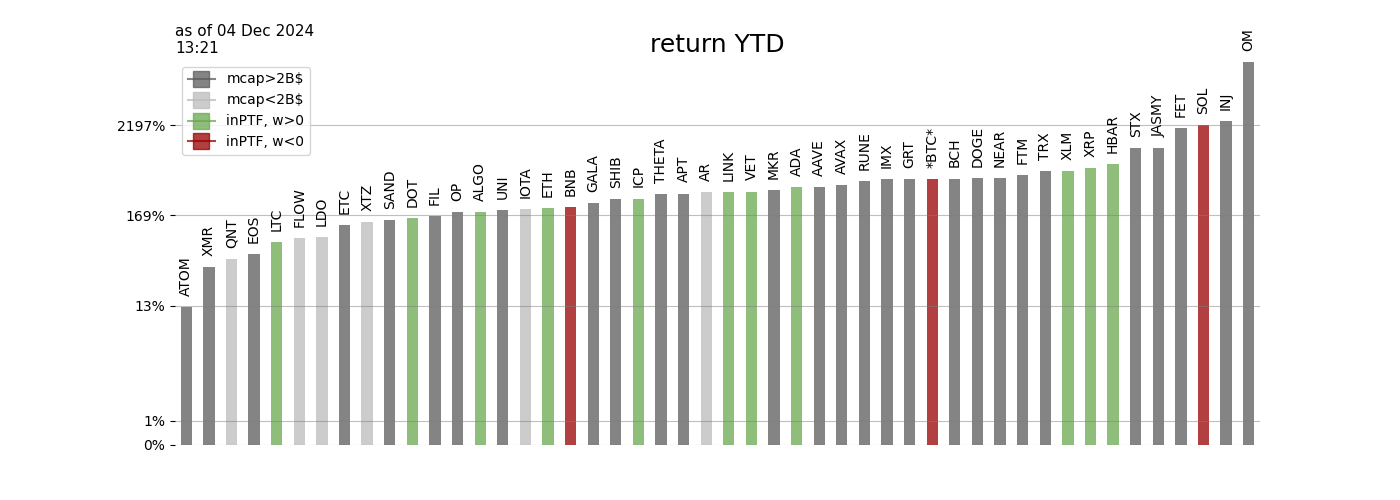 as of 04 Dec 2024
13:21
return YTD
mcap>2B$
mcap<2B$
inPTF, w>0
inPTF, w<0
2197%
169%
13%
1%
0%
ATOM
XMR
QNT
EOS
LTC
FLOW
LDO
ETC
XTZ
SAND
DOT
FIL
OP
ALGO
UNI
IOTA
ETH
BNB
GALA
SHIB
ICP
THETA
APT
AR
LINK
VET
MKR
ADA
AAVE
AVAX
RUNE
IMX
GRT
*BTC*
BCH
DOGE
NEAR
FTM
TRX
XLM
XRP
HBAR
STX
JASMY
FET
SOL
INJ
OM